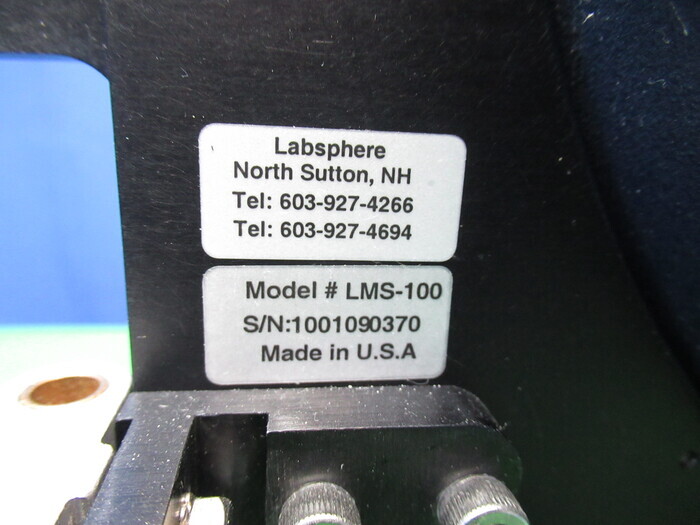 Labsphere
North Sutton, NH
Tel: 603-927-4266
Tel: 603-927-4694
Model # LMS-100
S/N:1001090370
Made in U.S.A